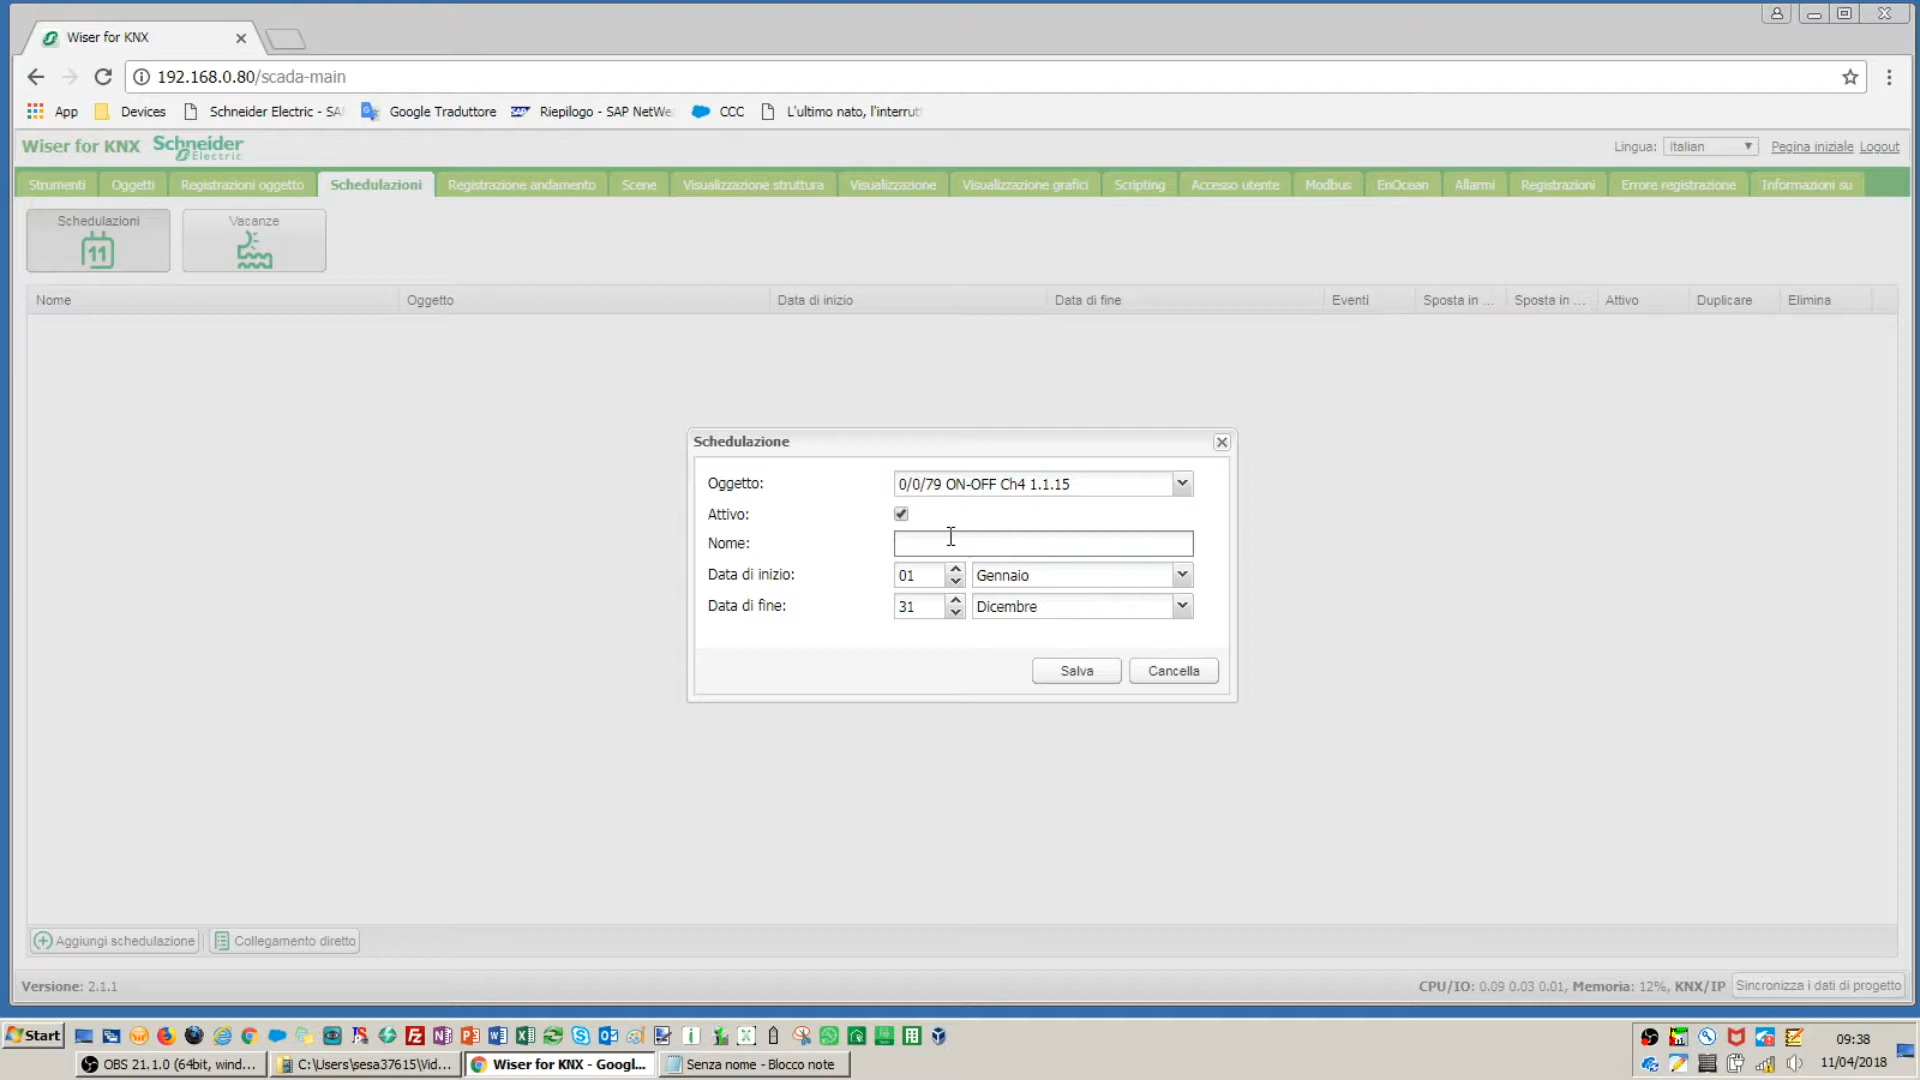 Wiser for KNX
192.168.0.80/scada-main
App Devices Schneider Electric - SA Google Traduttore Riepilogo - SAP NetWe CCC L'ultimo nato, l'interrut
Wiser for KNX Schneider Electric Lingua: Italian Pagina iniziale Logout
Strumenti Oggetti Registrazioni oggetto Schedulazioni Registrazione andamento Scene Visualizzazione struttura Visualizzazione Visualizzazione grafici Scripting Accesso utente Modbus EnOcean Allarmi Registrazioni Errore registrazione Informazioni su
Schedulazioni Vacanze
11
Nome Oggetto Data di inizio Data di fine Eventi Sposta in ... Sposta in ... Attivo Duplicare Elimina
Schedulazione
Oggetto: 0/0/79 ON-OFF Ch4 1.1.15
Attivo:
Nome:
Data di inizio: 01 Gennaio
Data di fine: 31 Dicembre
Salva Cancella
Aggiungi schedulazione Collegamento diretto
Versione: 2.1.1 CPU/IO: 0.09 0.03 0.01, Memoria: 12%, KNX/IP Sincronizza i dati di progetto
Start 09:38
OBS 21.1.0 (64bit, wind... C:\Users\sesa37615\Vid... Wiser for KNX - Googl... Senza nome - Blocco note 11/04/2018